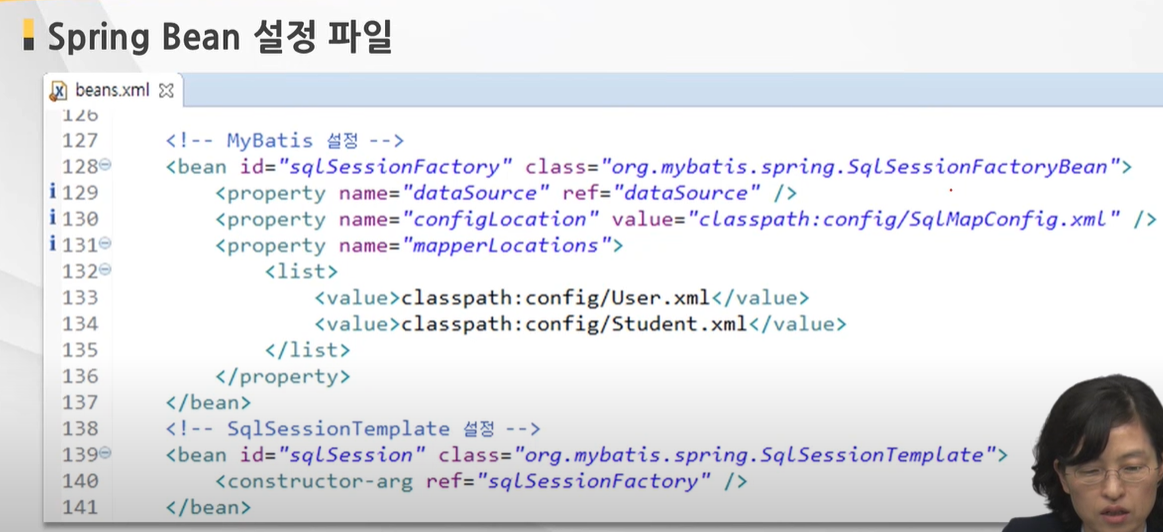 Spring Bean 설정 파일
beans.xml
126
127 <!-- MyBatis 설정 -->
128 <bean id="sqlSessionFactory" class="org.mybatis.spring.SqlSessionFactoryBean">
129 <property name="dataSource" ref="dataSource" />
130 <property name="configLocation" value="classpath:config/SqlMapConfig.xml" />
131 <property name="mapperLocations">
132 <list>
133 <value>classpath:config/User.xml</value>
134 <value>classpath:config/Student.xml</value>
135 </list>
136 </property>
137 </bean>
138 <!-- SqlSessionTemplate 설정 -->
139 <bean id="sqlSession" class="org.mybatis.spring.SqlSessionTemplate">
140 <constructor-arg ref="sqlSessionFactory" />
141 </bean>